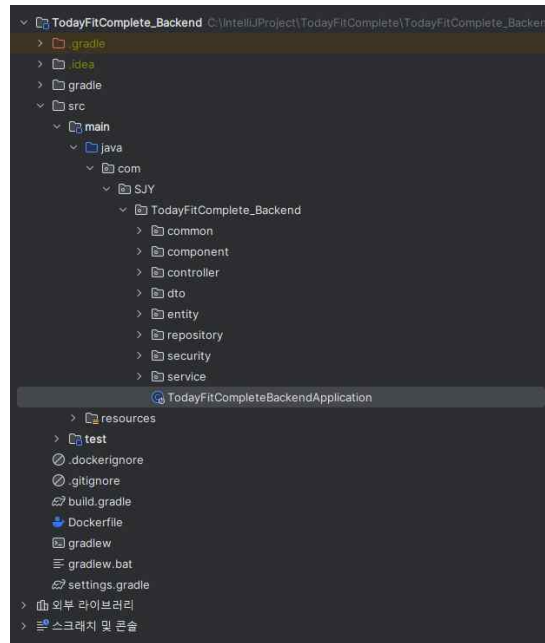 TodayFitComplete_Backend C:\IntelliJProject\TodayFitComplete\TodayFitComplete_Backen
.gradle
.idea
gradle
src
main
java
com
SJY
TodayFitComplete_Backend
common
component
controller
dto
entity
repository
security
service
TodayFitCompleteBackendApplication
resources
test
.dockerignore
.gitignore
build.gradle
Dockerfile
gradlew
gradlew.bat
settings.gradle
외부 라이브러리
스크래치 및 콘솔